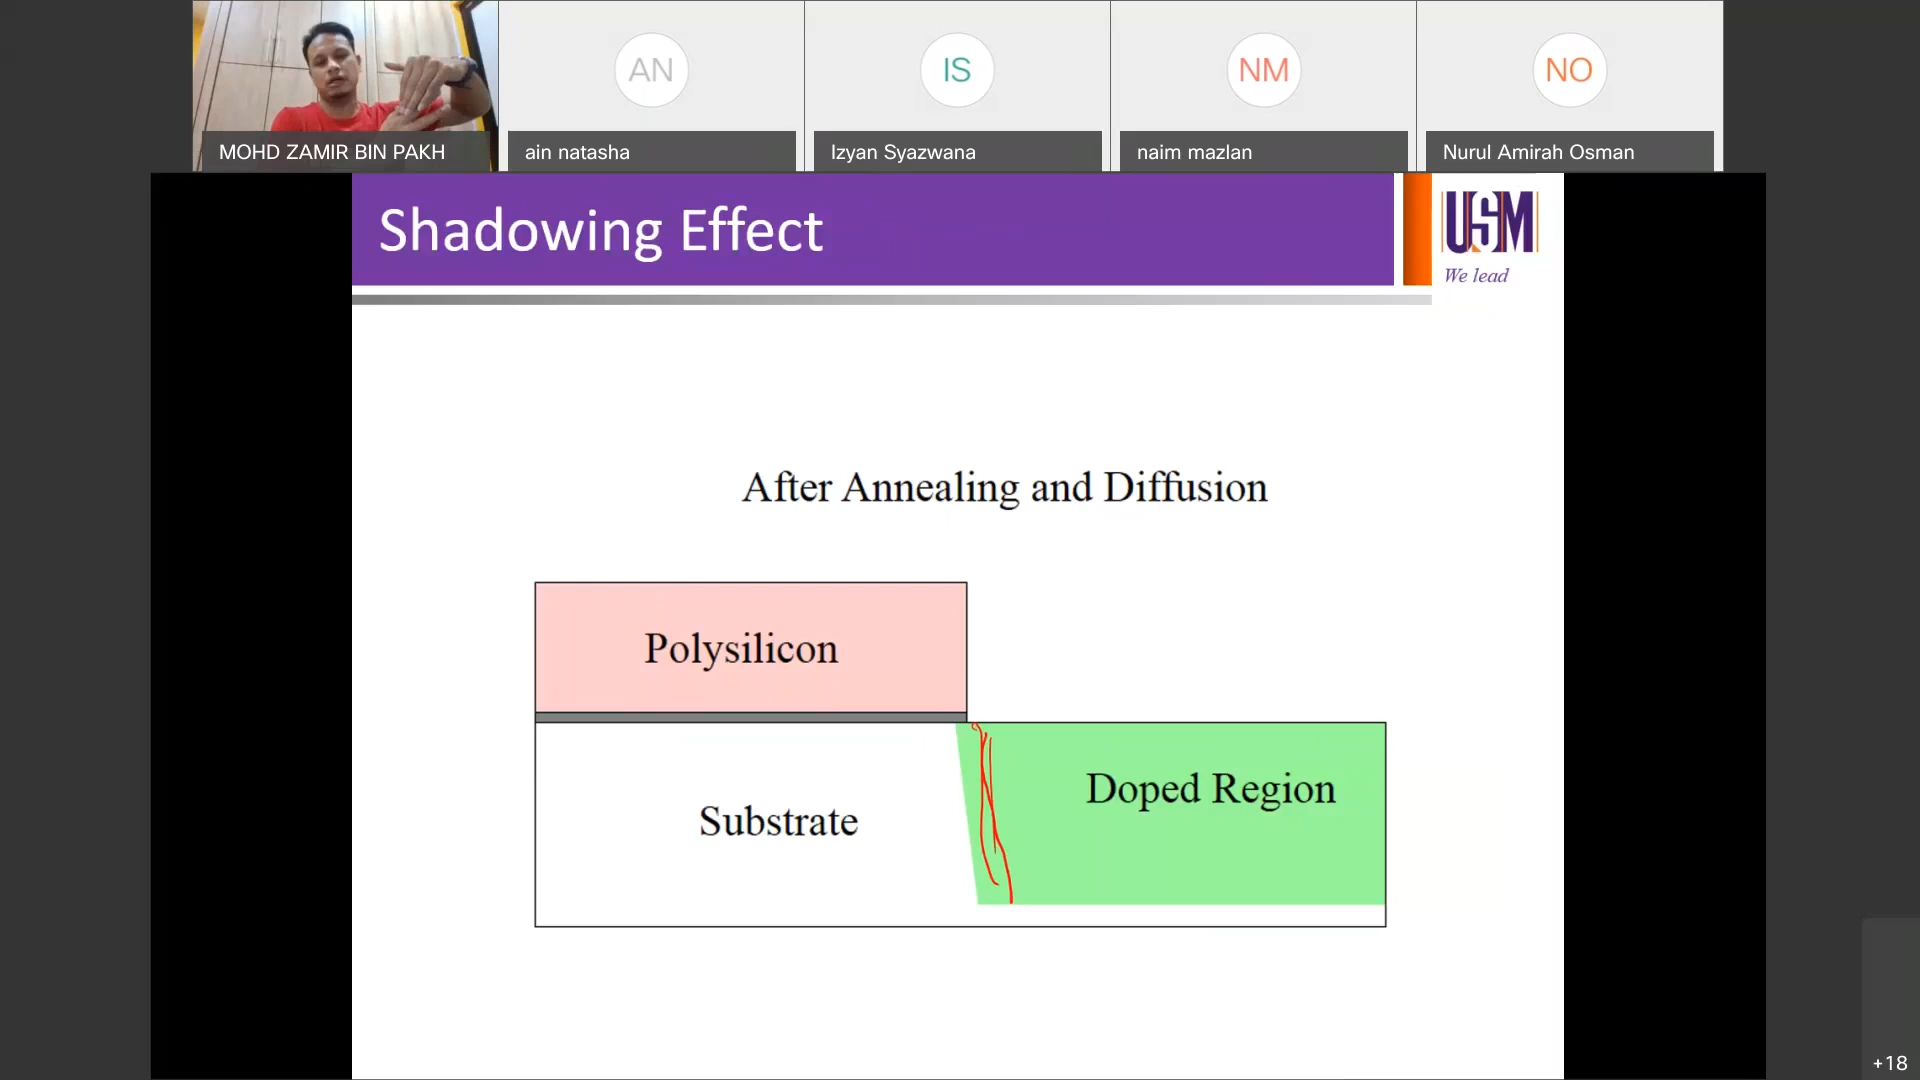 AN
IS
NM
NO
MOHD ZAMIR BIN PAKH
ain natasha
Izyan Syazwana
naim mazlan
Nurul Amirah Osman
Shadowing Effect
USM
We lead
After Annealing and Diffusion
Polysilicon
Doped Region
Substrate
+18